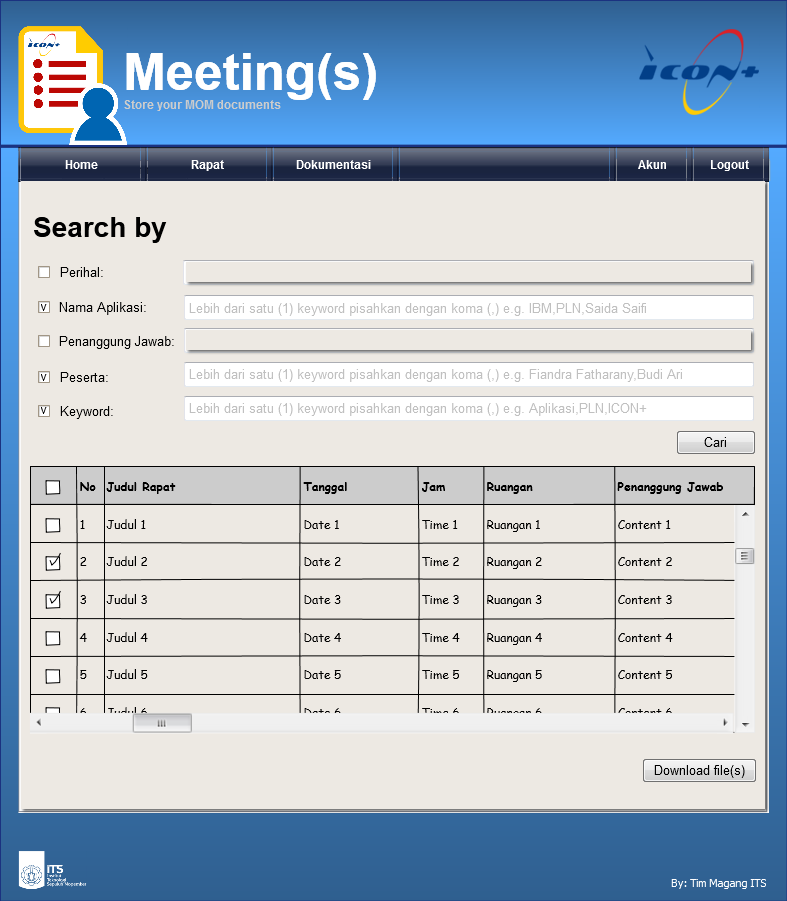 icon+
Meeting(s)
Store your MOM documents
icon+
Home Rapat Dokumentasi Akun Logout
Search by
Perihal:
V Nama Aplikasi: Lebih dari satu (1) keyword pisahkan dengan koma (,) e.g. IBM,PLN,Saida Saifi
Penanggung Jawab:
V Peserta: Lebih dari satu (1) keyword pisahkan dengan koma (,) e.g. Fiandra Fatharany,Budi Ari
V Keyword: Lebih dari satu (1) keyword pisahkan dengan koma (,) e.g. Aplikasi,PLN,ICON+
Cari
No Judul Rapat Tanggal Jam Ruangan Penanggung Jawab
1 Judul 1 Date 1 Time 1 Ruangan 1 Content 1
2 Judul 2 Date 2 Time 2 Ruangan 2 Content 2
3 Judul 3 Date 3 Time 3 Ruangan 3 Content 3
4 Judul 4 Date 4 Time 4 Ruangan 4 Content 4
5 Judul 5 Date 5 Time 5 Ruangan 5 Content 5
6 Judul 6 Date 6 Time 6 Ruangan 6 Content 6
Download file(s)
ITS
Institut
Teknologi
Sepuluh Nopember
By: Tim Magang ITS